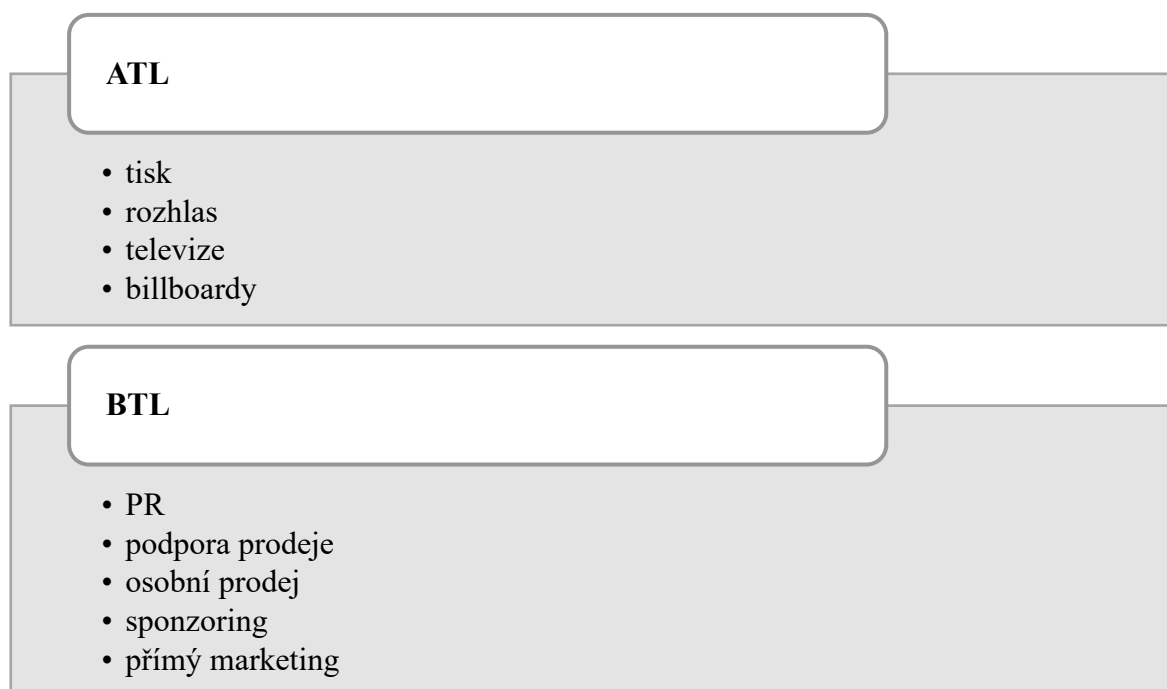 ATL
• tisk
• rozhlas
• televize
• billboardy
BTL
• PR
• podpora prodeje
• osobní prodej
• sponzoring
• přímý marketing